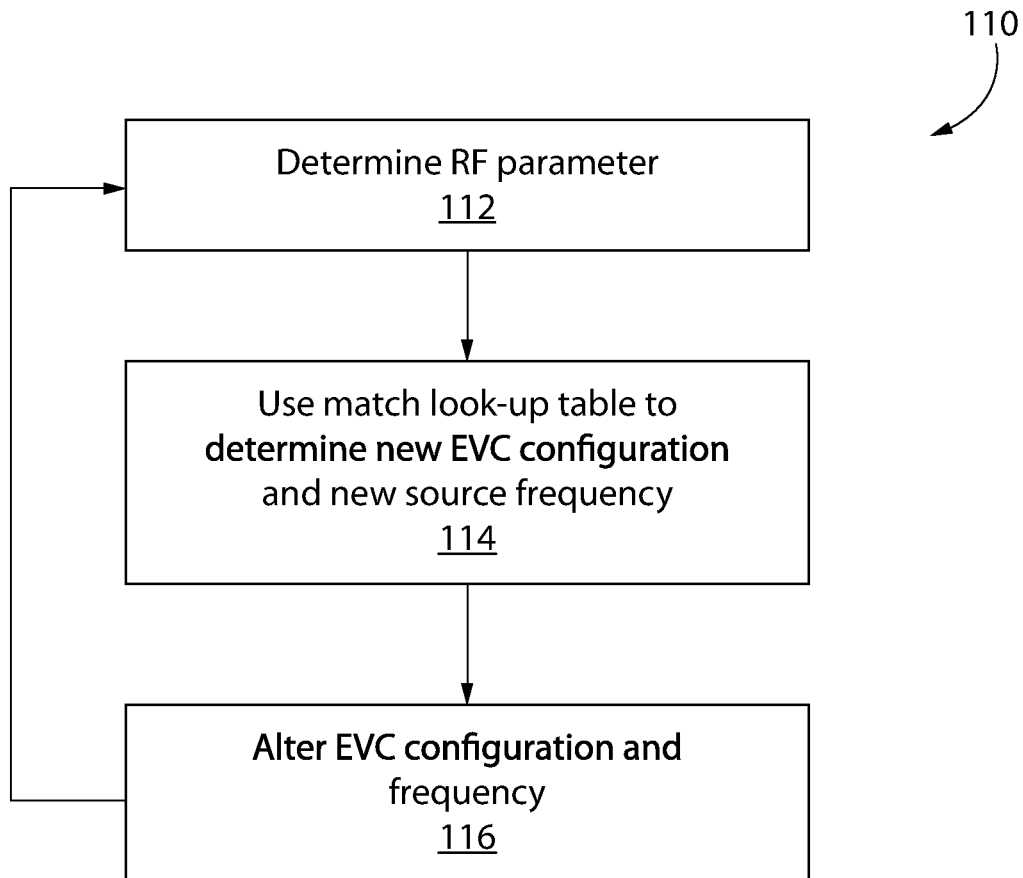 110
Determine RF parameter
112
Use match look-up table to
determine new EVC configuration
and new source frequency
114
Alter EVC configuration and
frequency
116